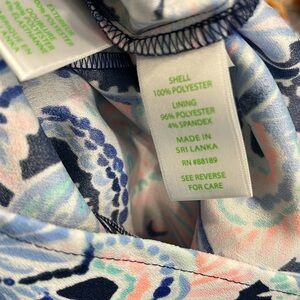 SHELL
100% POLYESTER
LINING
96% POLYESTER
4% SPANDEX
MADE IN
SRI LANKA
RN #88189
SEE REVERSE
FOR CARE